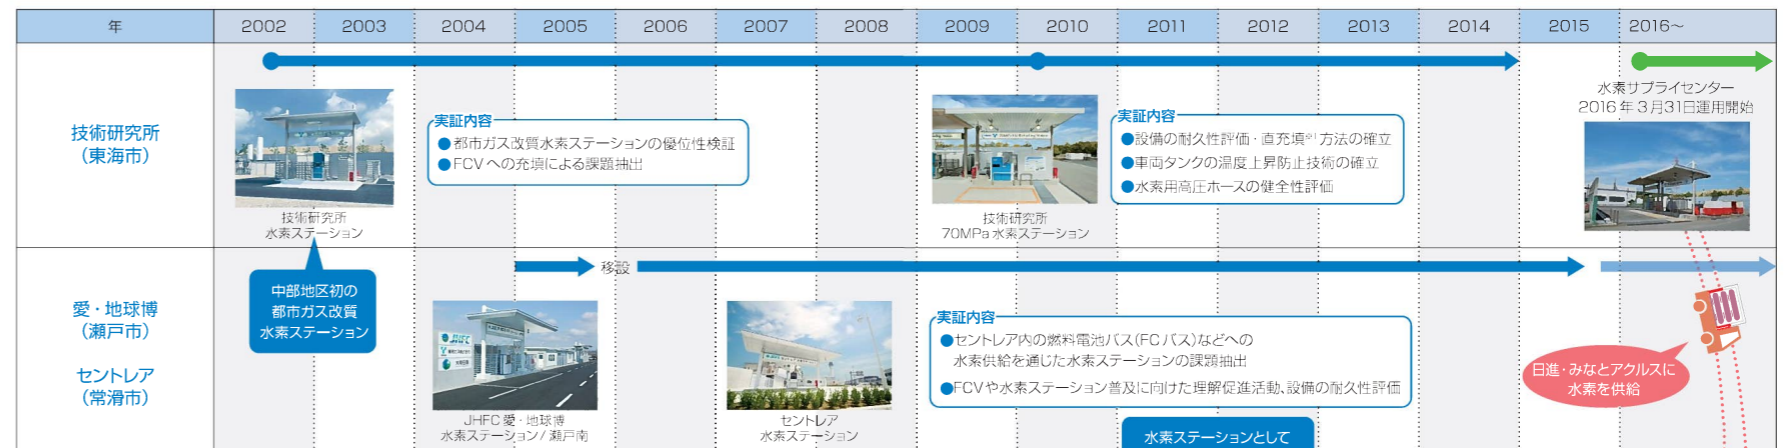 年 2002 2003 2004 2005 2006 2007 2008 2009 2010 2011 2012 2013 2014 2015 2016～
技術研究所
（東海市）
技術研究所
水素ステーション
実証内容
●都市ガス改質水素ステーションの優位性検証
●FCVへの充填による課題抽出
技術研究所
70MPa水素ステーション
実証内容
●設備の耐久性評価・直充填※1方法の確立
●車両タンクの温度上昇防止技術の確立
●水素用高圧ホースの健全性評価
水素サプライセンター
2016年3月31日運用開始
中部地区初の
都市ガス改質
水素ステーション
愛・地球博
（瀬戸市）
セントレア
（常滑市）
移設
JHFC愛・地球博
水素ステーション/瀬戸南
セントレア
水素ステーション
実証内容
●セントレア内の燃料電池バス(FCバス)などへの
水素供給を通じた水素ステーションの課題抽出
●FCVや水素ステーション普及に向けた理解促進活動、設備の耐久性評価
日進・みなとアクルスに
水素を供給
水素ステーションとして